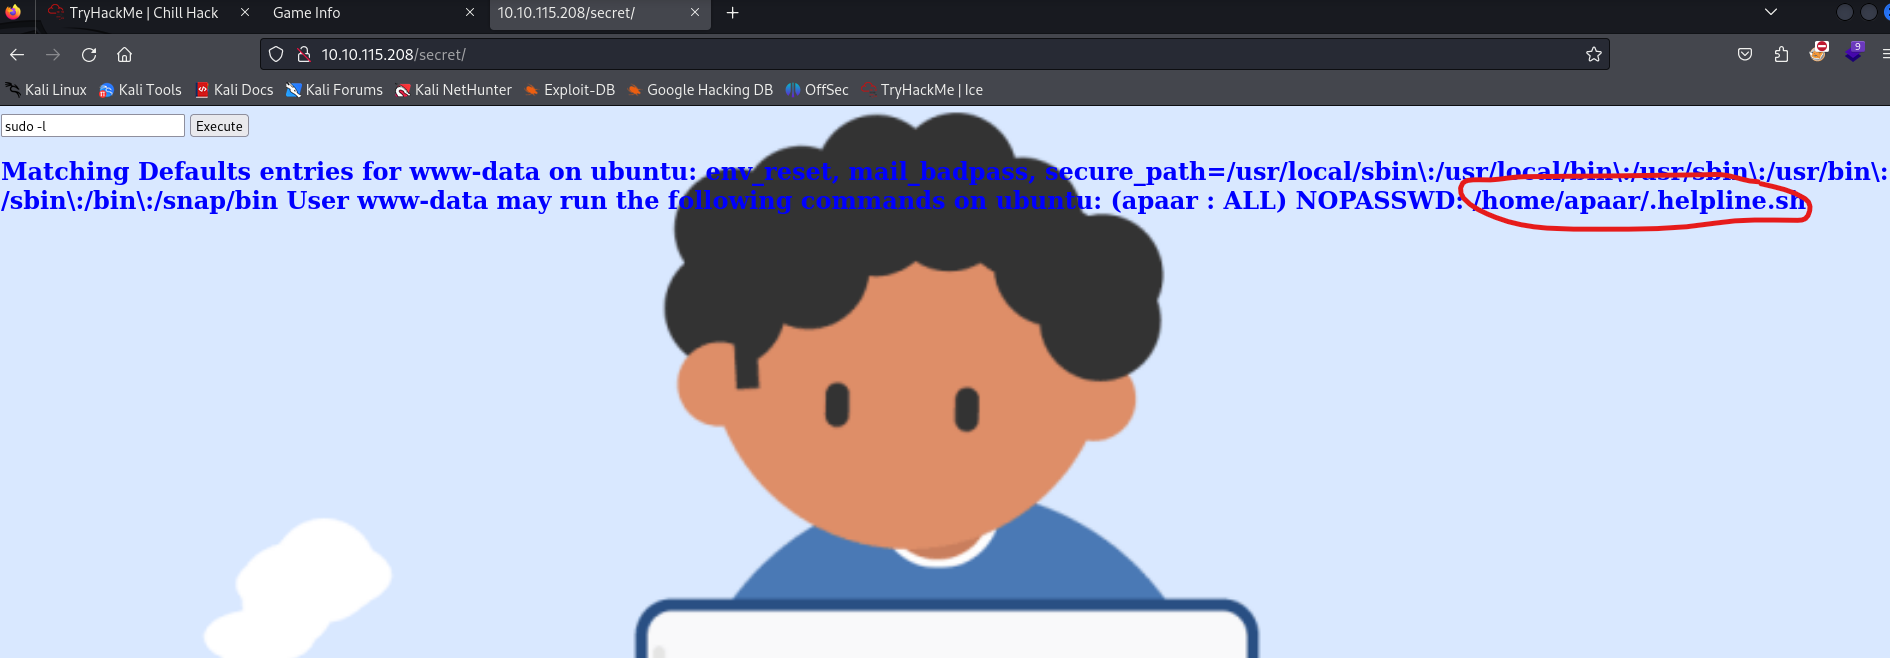 TryHackMe | Chill Hack
Game Info
10.10.115.208/secret/
10.10.115.208/secret/
Kali Linux
Kali Tools
Kali Docs
Kali Forums
Kali NetHunter
Exploit-DB
Google Hacking DB
OffSec
TryHackMe | Ice
9
sudo -l
Execute
Matching Defaults entries for www-data on ubuntu: env_reset, mail_badpass, secure_path=/usr/local/sbin\:/usr/local/bin\:/usr/sbin\:/usr/bin\:
/sbin\:/bin\:/snap/bin User www-data may run the following commands on ubuntu: (apaar : ALL) NOPASSWD: /home/apaar/.helpline.sh